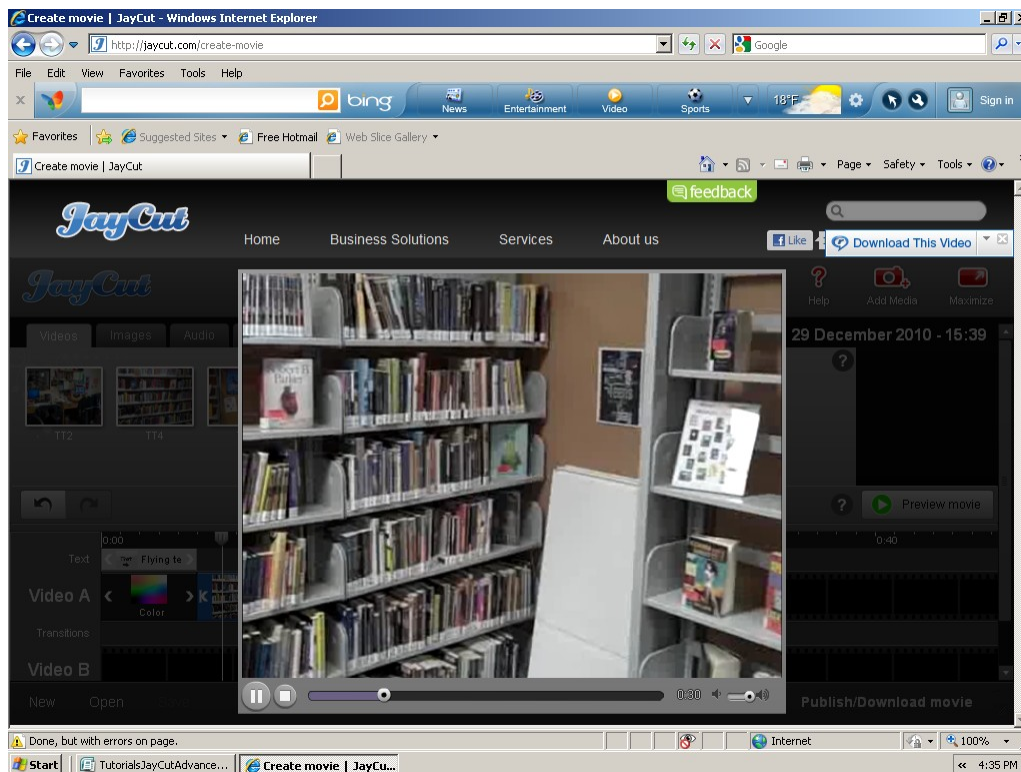 Create movie | JayCut - Windows Internet Explorer
http://jaycut.com/create-movie
Google
File Edit View Favorites Tools Help
bing
News Entertainment Video Sports 18°F Sign in
Favorites Suggested Sites Free Hotmail Web Slice Gallery
Create movie | JayCut
Page Safety Tools
feedback
JayCut
Home Business Solutions Services About us
Like Download This Video
JayCut
Help Add Media Maximize
Videos Images Audio
29 December 2010 - 15:39
Robert B.
Parker
TT2 TT4
Preview movie
0:00 0:40
Text Flying te
Video A
Color
Transitions
Video B
0:30
New Open Publish/Download movie
Done, but with errors on page. Internet 100%
Start TutorialsJayCutAdvance... Create movie | JayCu... 4:35 PM